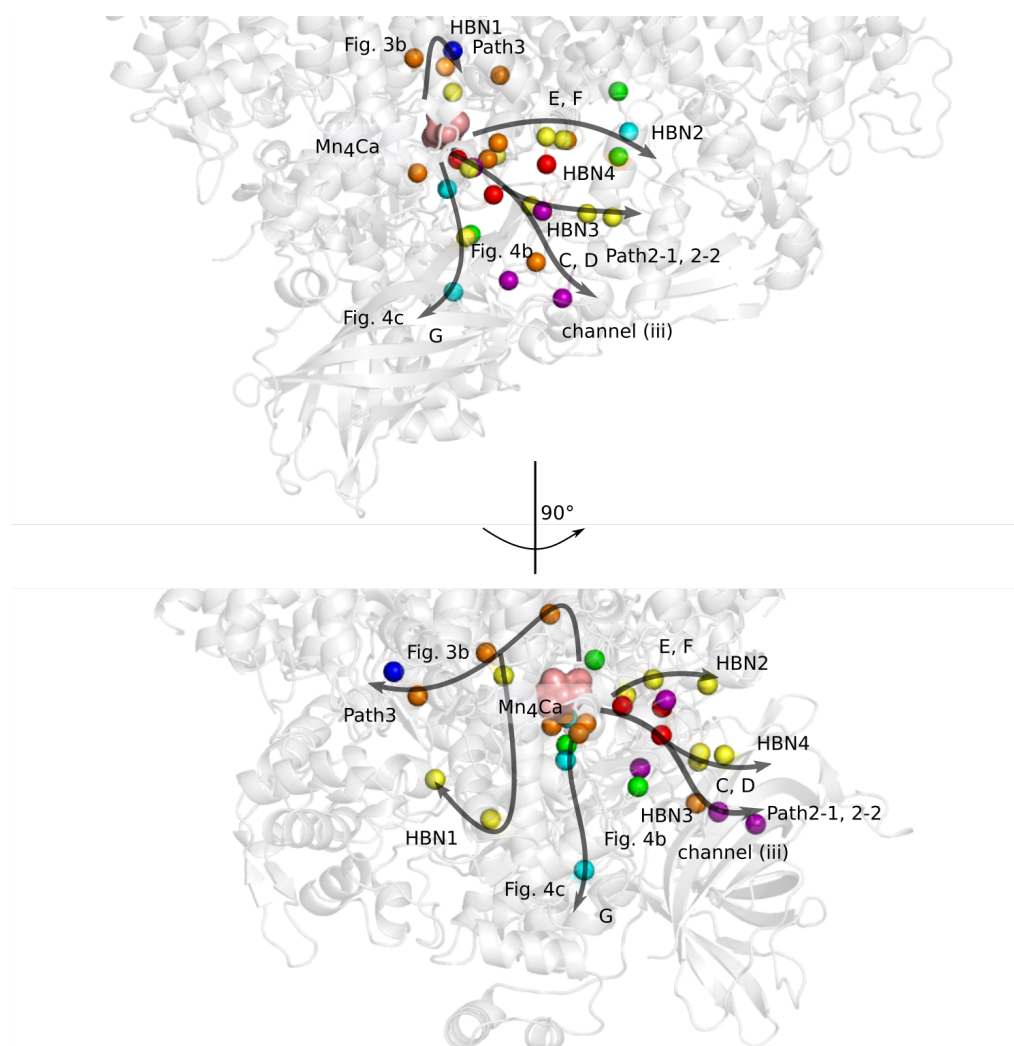 HBN1
Fig. 3b
Path3
E, F
HBN2
Mn4Ca
HBN4
HBN3
Fig. 4b
C, D
Path2-1, 2-2
Fig. 4c
G
channel (iii)
90°
E, F
Fig. 3b
HBN2
Path3
Mn4Ca
HBN4
C, D
HBN3
Path2-1, 2-2
HBN1
Fig. 4b
channel (iii)
Fig. 4c
G